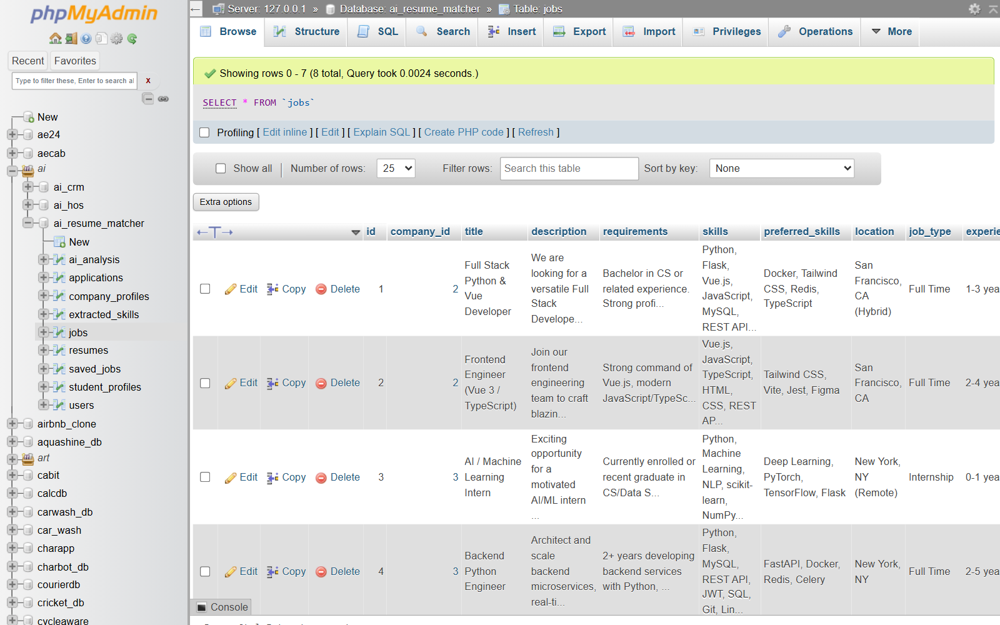 phpMyAdmin
Recent Favorites
Type to filter these, Enter to search al X
New
ae24
aecab
ai
ai_crm
ai_hos
ai_resume_matcher
New
ai_analysis
applications
company_profiles
extracted_skills
jobs
resumes
saved_jobs
student_profiles
users
airbnb_clone
aquashine_db
art
cabit
calcdb
carwash_db
car_wash
charapp
charbot_db
courierdb
cricket_db
cycleaware
Server: 127.0.0.1 » Database: ai_resume_matcher » Table: jobs
Browse Structure SQL Search Insert Export Import Privileges Operations More
Showing rows 0 - 7 (8 total, Query took 0.0024 seconds.)
SELECT * FROM `jobs`
Profiling [ Edit inline ] [ Edit ] [ Explain SQL ] [ Create PHP code ] [ Refresh ]
Show all | Number of rows: 25 Filter rows: Search this table Sort by key: None
Extra options
←T→ id company_id title description requirements skills preferred_skills location job_type experie
Edit Copy Delete 1 2
Full Stack
Python &
Vue
Developer
We are
looking for a
versatile Full
Stack
Develope...
Bachelor in CS or
related experience.
Strong profi...
Python,
Flask,
Vue.js,
JavaScript,
MySQL,
REST API...
Docker, Tailwind
CSS, Redis,
TypeScript
San
Francisco,
CA
(Hybrid)
Full Time
1-3 yea
Edit Copy Delete 2 2
Frontend
Engineer
(Vue 3 /
TypeScript)
Join our
frontend
engineering
team to craft
blazin...
Strong command of
Vue.js, modern
JavaScript/TypeSc...
Vue.js,
JavaScript,
TypeScript,
HTML,
CSS, REST
AP...
Tailwind CSS,
Vite, Jest, Figma
San
Francisco,
CA
Full Time
2-4 yea
Edit Copy Delete 3 3
AI / Machine
Learning
Intern
Exciting
opportunity
for a
motivated
AI/ML intern
...
Currently enrolled or
recent graduate in
CS/Data S...
Python,
Machine
Learning,
NLP, scikit-
learn,
NumPy...
Deep Learning,
PyTorch,
TensorFlow, Flask
New York,
NY
(Remote)
Internship
0-1 yea
Edit Copy Delete 4 3
Backend
Python
Engineer
Architect and
scale
backend
microservices,
real-ti...
2+ years developing
backend services
with Python, ...
Python,
Flask,
MySQL,
REST API,
JWT, SQL,
Git, Lin...
FastAPI, Docker,
Redis, Celery
New York,
NY
Full Time
2-5 yea
Console